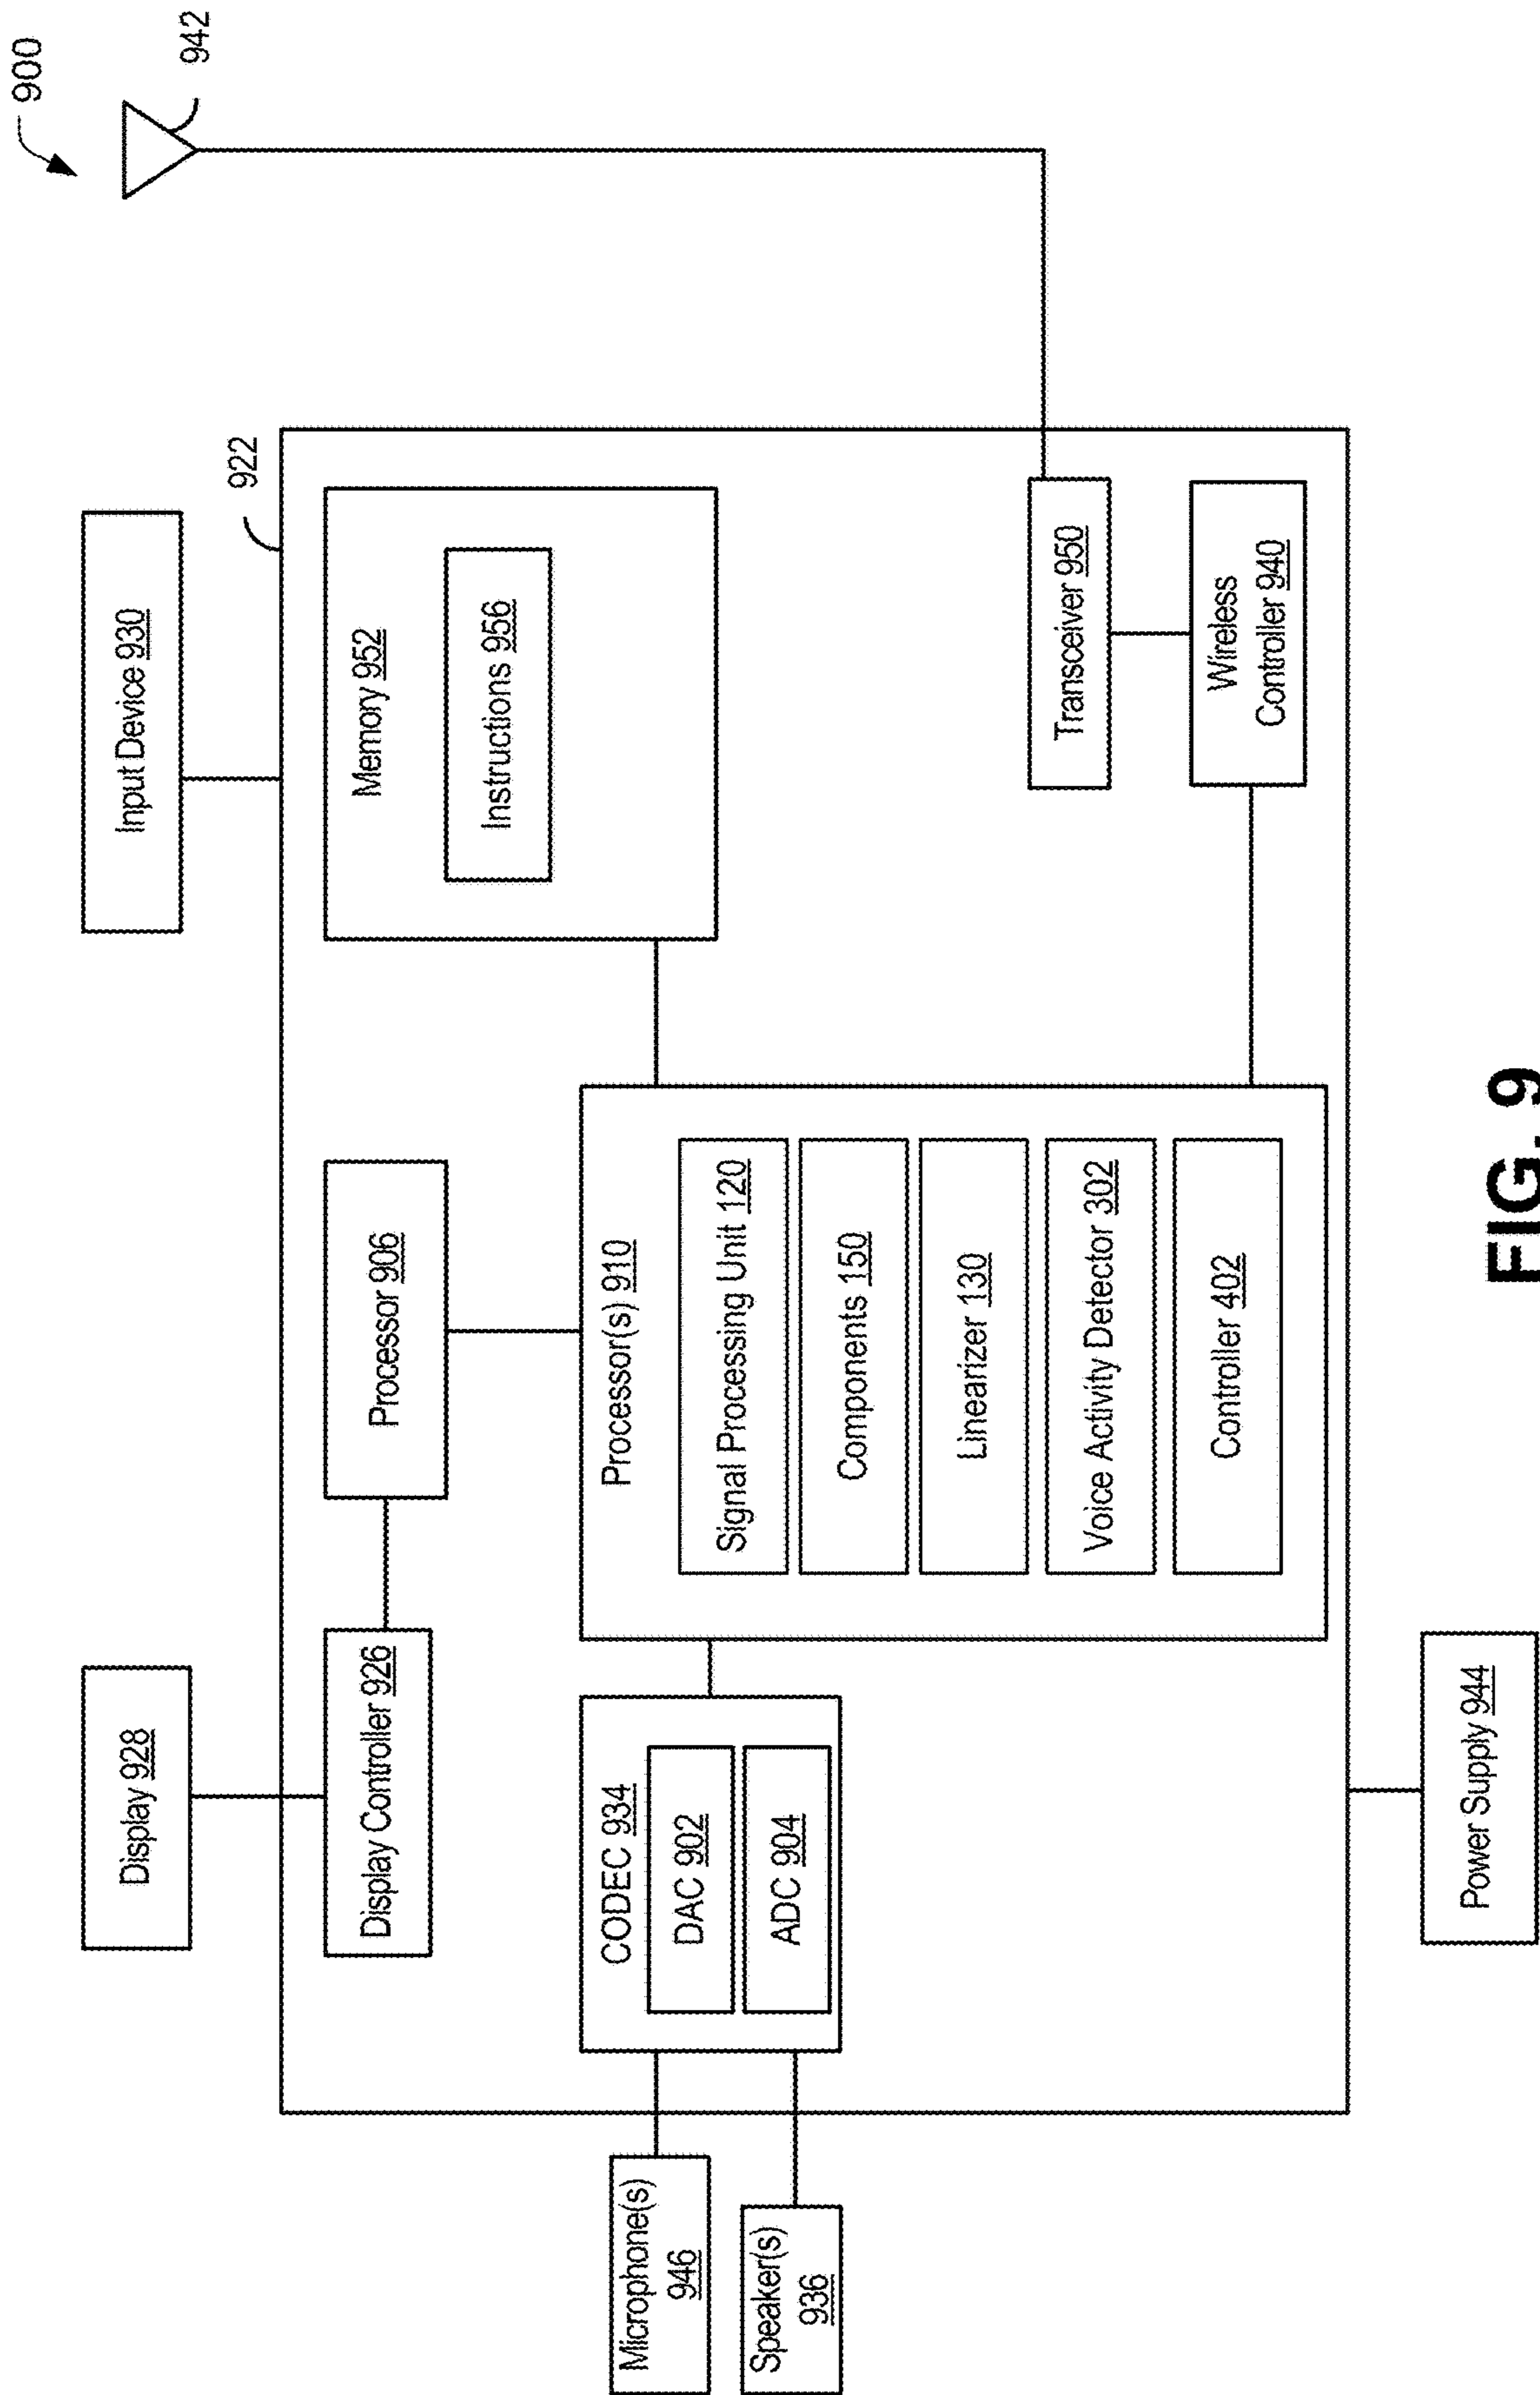 900
942
Display 928
Input Device 930
922
Display Controller 926
Processor 906
Memory 952
Instructions 956
Microphone(s)
946
Speaker(s)
936
CODEC 934
DAC 902
ADC 904
Processor(s) 910
Signal Processing Unit 120
Components 150
Linearizer 130
Voice Activity Detector 302
Controller 402
Transceiver 950
Wireless
Controller 940
Power Supply 944
FIG. 9